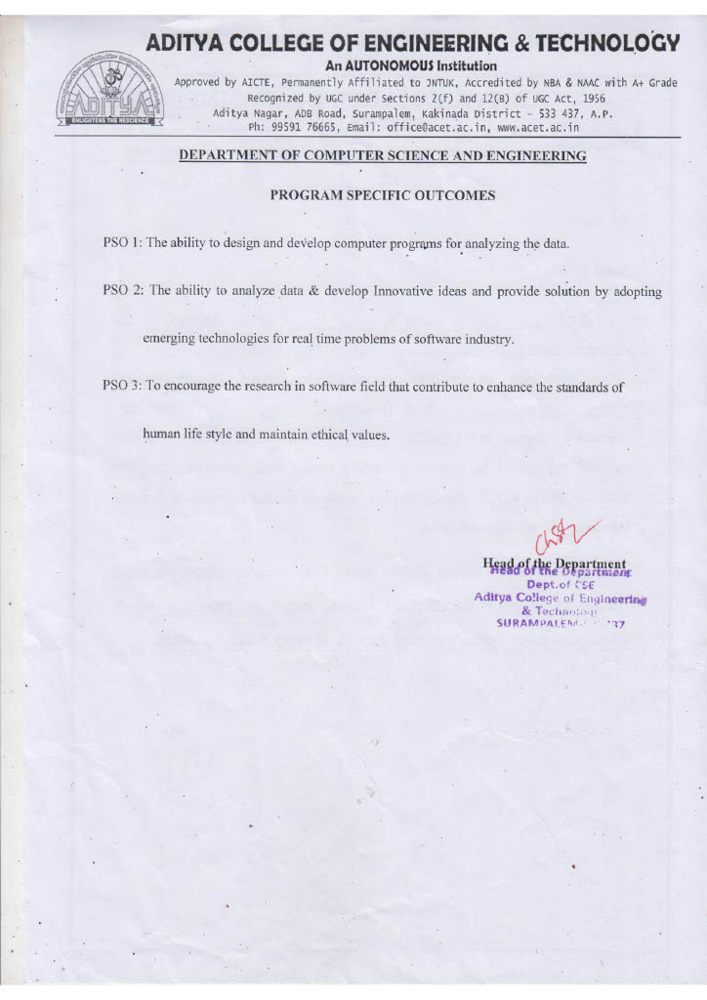 ADITYA COLLEGE OF ENGINEERING & TECHNOLOGY
An AUTONOMOUS Institution
Approved by AICTE, Permanently Affiliated to JNTUK, Accredited by NBA & NAAC with A+ Grade
Recognized by UGC under Sections 2(f) and 12(B) of UGC Act, 1956
Aditya Nagar, ADB Road, Surampalem, Kakinada District - 533 437, A.P.
Ph: 99591 76665, Email: office@acet.ac.in, www.acet.ac.in
ADITYA
ENLIGHTENS THE NESCIENCE
DEPARTMENT OF COMPUTER SCIENCE AND ENGINEERING
PROGRAM SPECIFIC OUTCOMES
PSO 1: The ability to design and develop computer programs for analyzing the data.
PSO 2: The ability to analyze data & develop Innovative ideas and provide solution by adopting
emerging technologies for real time problems of software industry.
PSO 3: To encourage the research in software field that contribute to enhance the standards of
human life style and maintain ethical values.
Head of the Department
Head of the Department
Dept.of CSE
Aditya College of Engineering
& Technology
SURAMPALEM